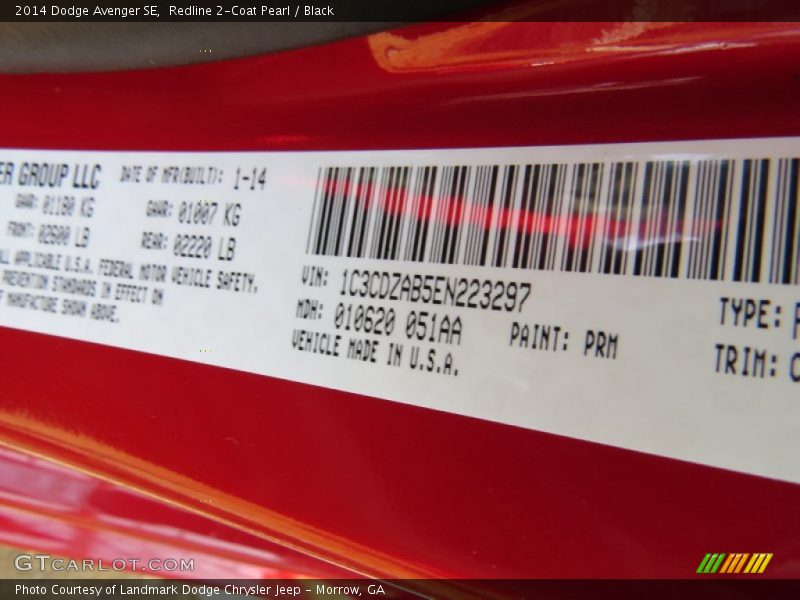 2014 Dodge Avenger SE,  Redline 2-Coat Pearl / Black
ER GROUP LLC
DATE OF MFR(BUILT): 1-14
GAWR: 01180 KG
GAWR: 01007 KG
FRONT: 02600 LB
REAR: 02220 LB
ALL APPLICABLE U.S.A. FEDERAL MOTOR VEHICLE SAFETY,
PREVENTION STANDARDS IN EFFECT ON
MANUFACTURE SHOWN ABOVE.
VIN: 1C3CDZAB5EN223297
MDH: 010620 051AA
PAINT: PRM
VEHICLE MADE IN U.S.A.
TYPE:
TRIM:
GTCARLOT.COM
Photo Courtesy of Landmark Dodge Chrysler Jeep - Morrow, GA